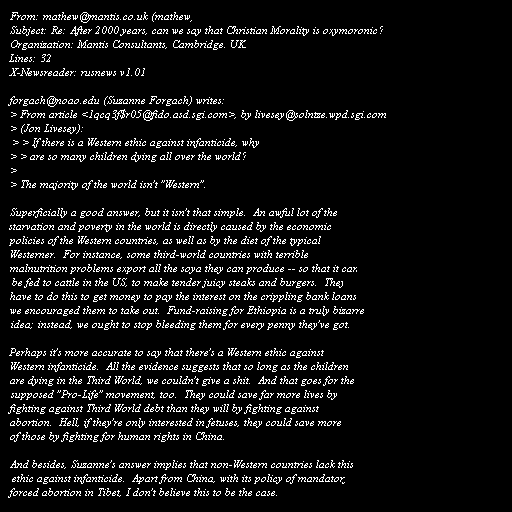 From: mathew@mantis.co.uk (mathew,
Subject: Re: After 2000 years, can we say that Christian Morality is oxymoronic?
Organization: Mantis Consultants, Cambridge. UK.
Lines: 32
X-Newsreader: rusnews v1.01

forgach@noao.edu (Suzanne Forgach) writes:
> From article <1qcq3f$r05@fido.asd.sgi.com>, by livesey@solntze.wpd.sgi.com
> (Jon Livesey):
> > If there is a Western ethic against infanticide, why
> > are so many children dying all over the world?
>
> The majority of the world isn't "Western".

Superficially a good answer, but it isn't that simple. An awful lot of the
starvation and poverty in the world is directly caused by the economic
policies of the Western countries, as well as by the diet of the typical
Westerner. For instance, some third-world countries with terrible
malnutrition problems export all the soya they can produce -- so that it can
be fed to cattle in the US, to make tender juicy steaks and burgers. They
have to do this to get money to pay the interest on the crippling bank loans
we encouraged them to take out. Fund-raising for Ethiopia is a truly bizarre
idea; instead, we ought to stop bleeding them for every penny they've got.

Perhaps it's more accurate to say that there's a Western ethic against
Western infanticide. All the evidence suggests that so long as the children
are dying in the Third World, we couldn't give a shit. And that goes for the
supposed "Pro-Life" movement, too. They could save far more lives by
fighting against Third World debt than they will by fighting against
abortion. Hell, if they're only interested in fetuses, they could save more
of those by fighting for human rights in China.

And besides, Suzanne's answer implies that non-Western countries lack this
ethic against infanticide. Apart from China, with its policy of mandator,
forced abortion in Tibet, I don't believe this to be the case.